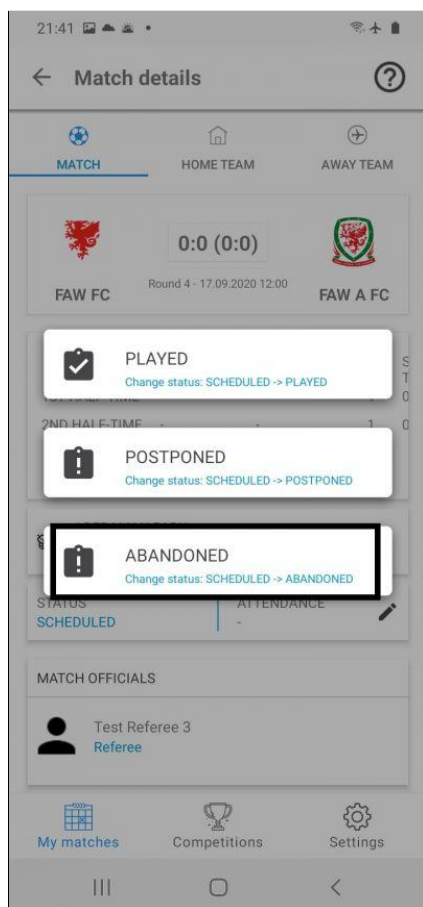 21:41
Match details
MATCH
HOME TEAM
AWAY TEAM
0:0 (0:0)
Round 4 - 17.09.2020 12:00
FAW FC
FAW A FC
PLAYED
Change status: SCHEDULED -> PLAYED
2ND HALF-TIME - - 1 0
POSTPONED
Change status: SCHEDULED -> POSTPONED
ABANDONED
Change status: SCHEDULED -> ABANDONED
STATUS
SCHEDULED
ATTENDANCE
-
MATCH OFFICIALS
Test Referee 3
Referee
My matches
Competitions
Settings